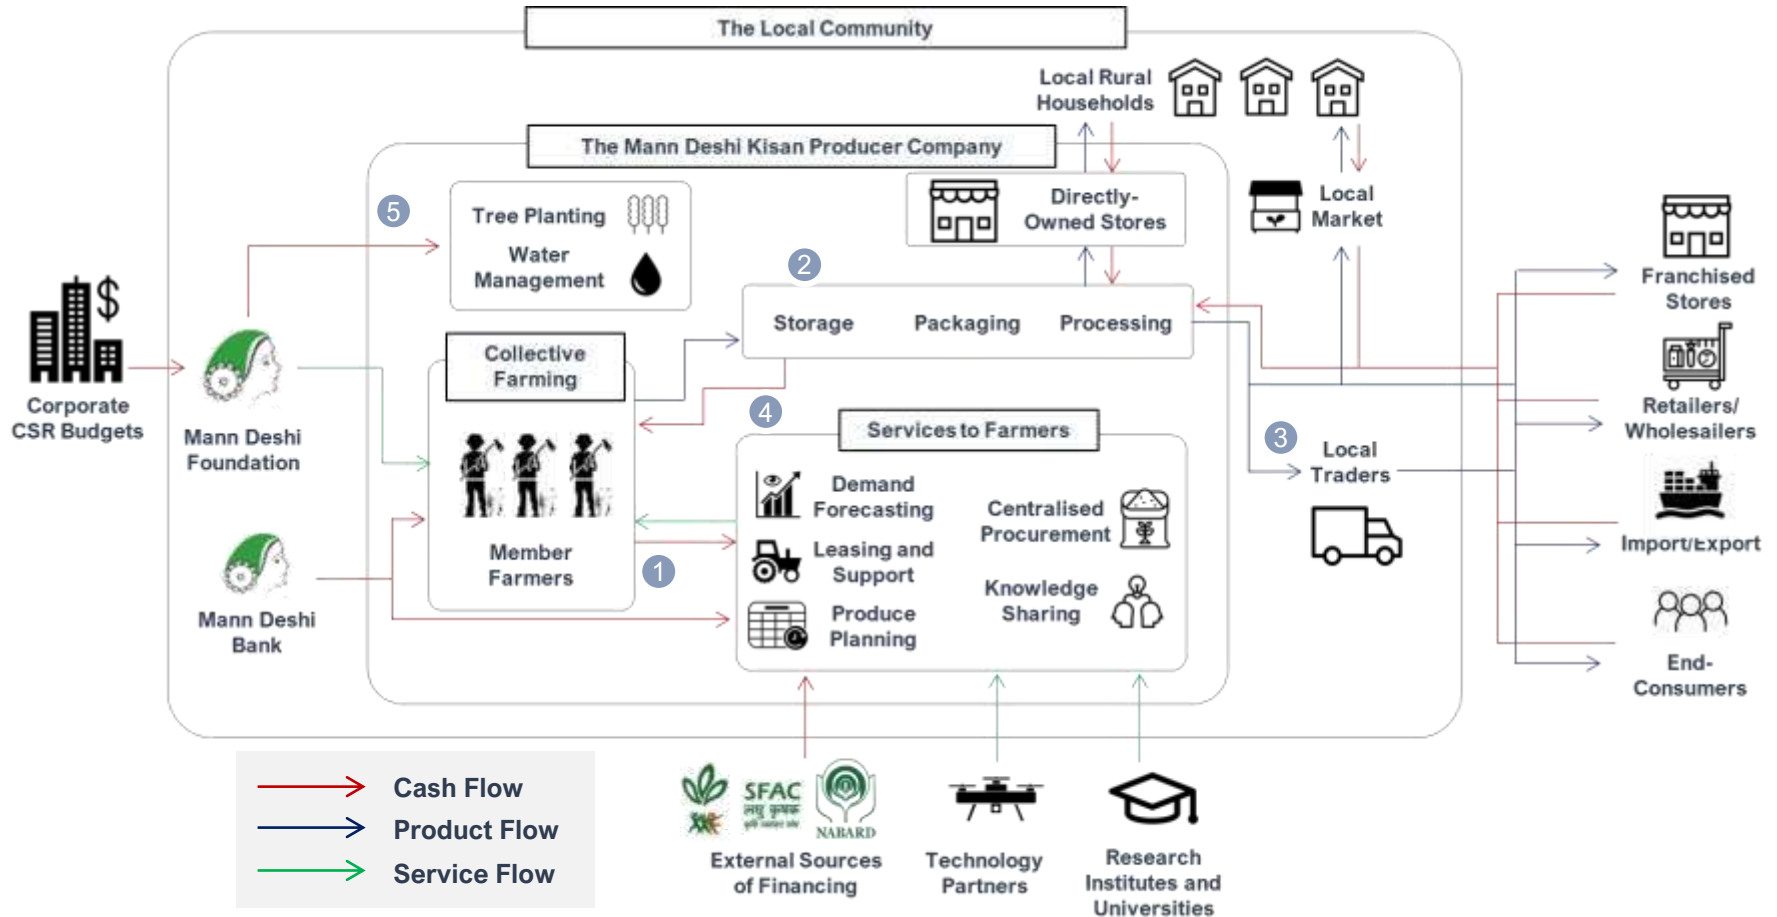 The Local Community
Local Rural
Households
The Mann Deshi Kisan Producer Company
5
Tree Planting
Water
Management
Directly-
Owned Stores
Local
Market
2
Storage
Packaging
Processing
Franchised
Stores
$
Corporate
CSR Budgets
Mann Deshi
Foundation
Collective
Farming
4
Services to Farmers
3
Local
Traders
Retailers/
Wholesailers
Demand
Forecasting
Centralised
Procurement
Leasing and
Support
Knowledge
Sharing
Produce
Planning
Member
Farmers
1
Mann Deshi
Bank
Import/Export
End-
Consumers
Cash Flow
Product Flow
Service Flow
SFAC
लघु कृषक
NABARD
External Sources
of Financing
Technology
Partners
Research
Institutes and
Universities